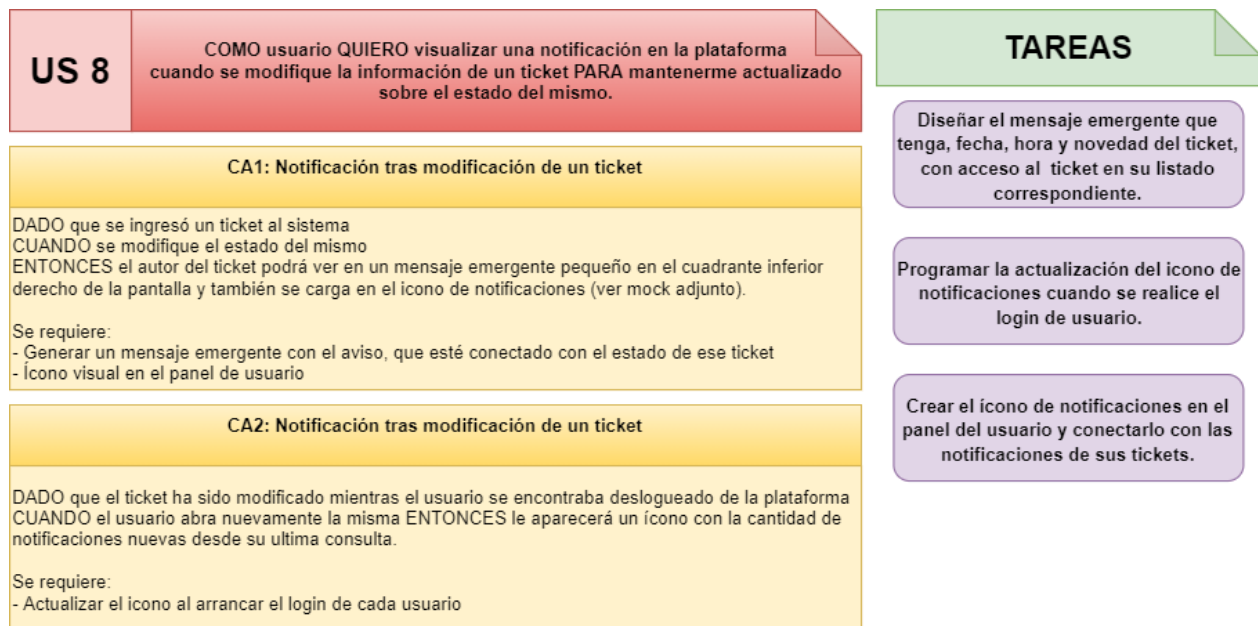 US 8
COMO usuario QUIERO visualizar una notificación en la plataforma
cuando se modifique la información de un ticket PARA mantenerme actualizado
sobre el estado del mismo.
CA1: Notificación tras modificación de un ticket
DADO que se ingresó un ticket al sistema
CUANDO se modifique el estado del mismo
ENTONCES el autor del ticket podrá ver en un mensaje emergente pequeño en el cuadrante inferior
derecho de la pantalla y también se carga en el icono de notificaciones (ver mock adjunto).
Se requiere:
- Generar un mensaje emergente con el aviso, que esté conectado con el estado de ese ticket
- Ícono visual en el panel de usuario
CA2: Notificación tras modificación de un ticket
DADO que el ticket ha sido modificado mientras el usuario se encontraba deslogueado de la plataforma
CUANDO el usuario abra nuevamente la misma ENTONCES le aparecerá un ícono con la cantidad de
notificaciones nuevas desde su ultima consulta.
Se requiere:
- Actualizar el icono al arrancar el login de cada usuario
TAREAS
Diseñar el mensaje emergente que
tenga, fecha, hora y novedad del ticket,
con acceso al ticket en su listado
correspondiente.
Programar la actualización del icono de
notificaciones cuando se realice el
login de usuario.
Crear el ícono de notificaciones en el
panel del usuario y conectarlo con las
notificaciones de sus tickets.